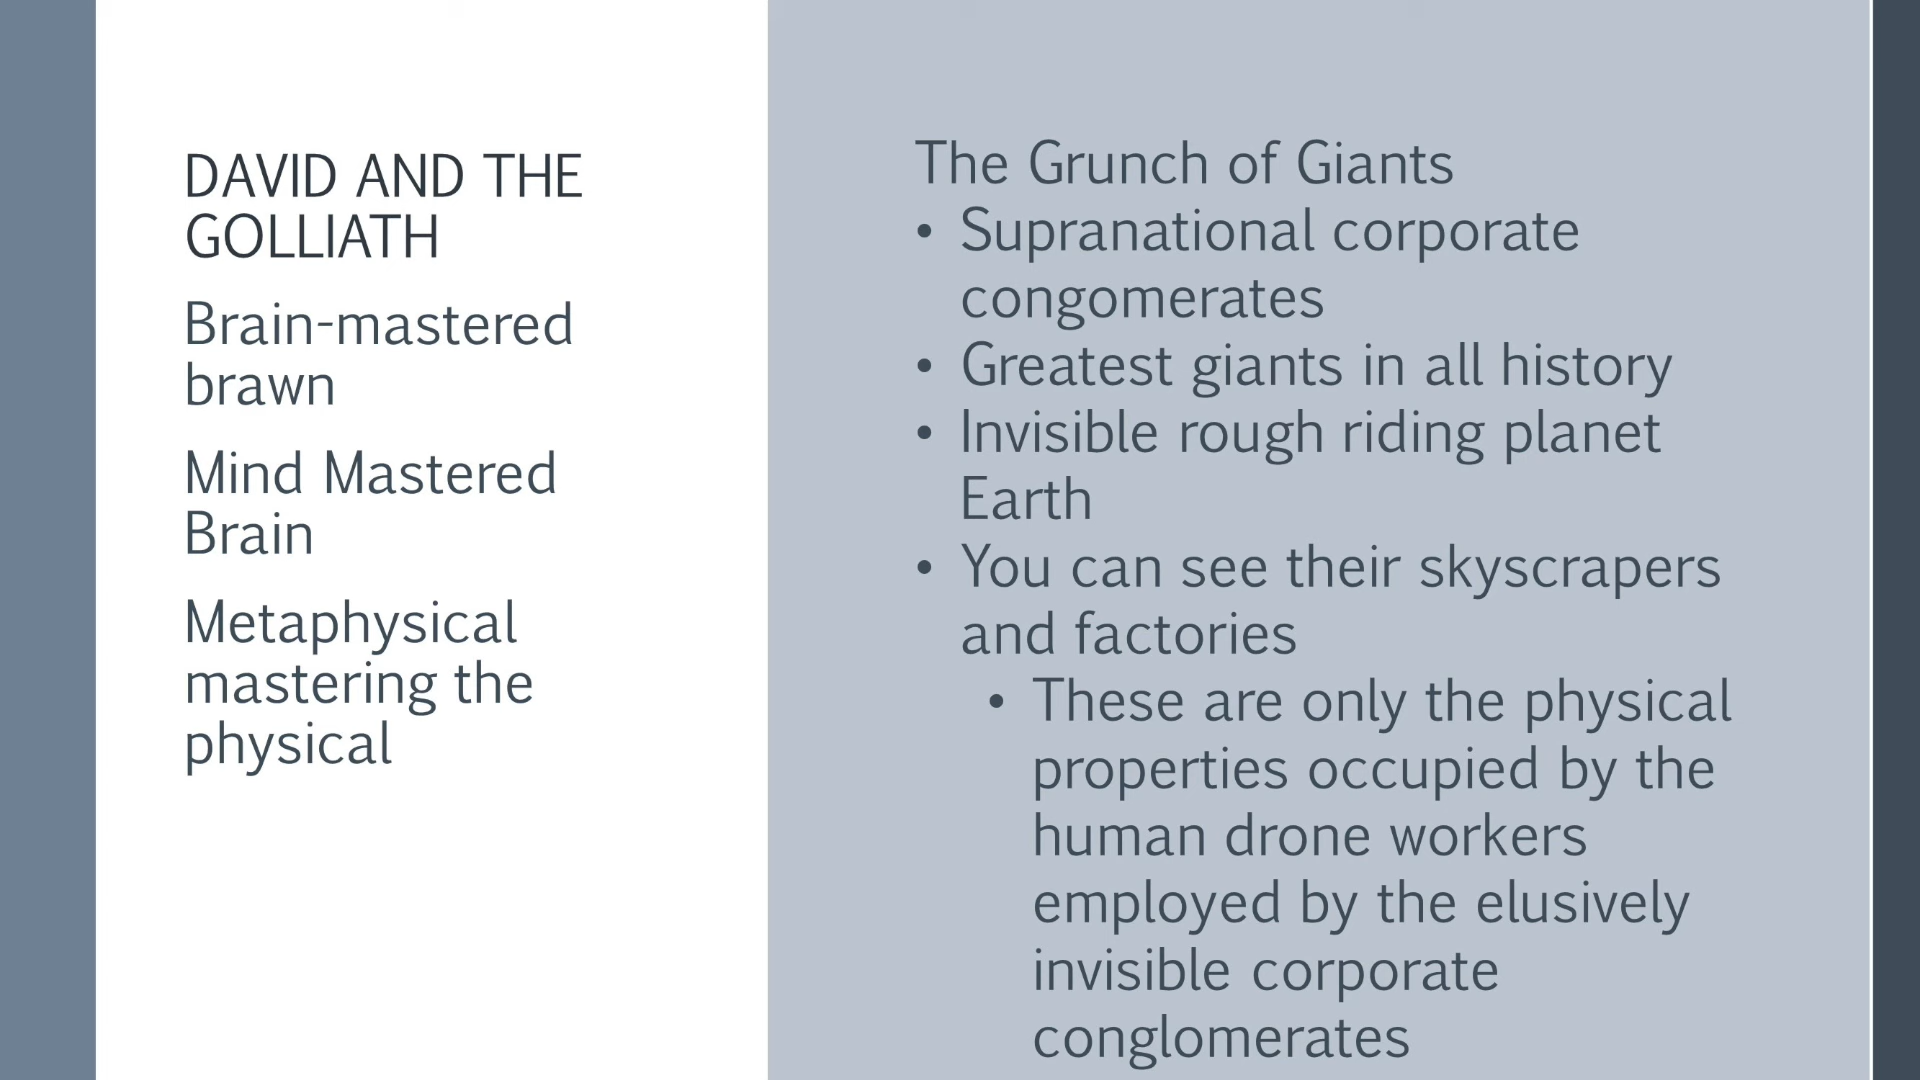 DAVID AND THE
GOLLIATH
Brain-mastered
brawn
Mind Mastered
Brain
Metaphysical
mastering the
physical
The Grunch of Giants
• Supranational corporate
congomerates
• Greatest giants in all history
• Invisible rough riding planet
Earth
• You can see their skyscrapers
and factories
• These are only the physical
properties occupied by the
human drone workers
employed by the elusively
invisible corporate
conglomerates